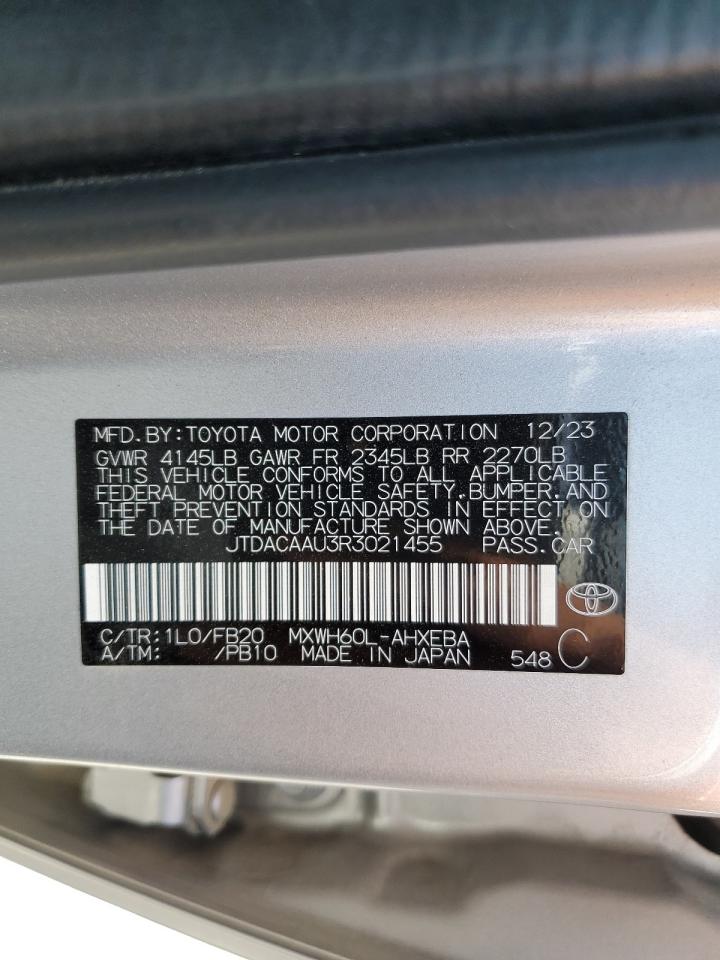 MFD.BY:TOYOTA MOTOR CORPORATION 12/23
GVWR 4145LB GAWR FR 2345LB RR 2270LB
THIS VEHICLE CONFORMS TO ALL APPLICABLE
FEDERAL MOTOR VEHICLE SAFETY,BUMPER,AND
THEFT PREVENTION STANDARDS IN EFFECT ON
THE DATE OF MANUFACTURE SHOWN ABOVE.
JTDACAAU3R3021455 PASS.CAR
C/TR:1L0/FB20 MXWH60L-AHXEBA
A/TM: /PB10 MADE IN JAPAN 548 C